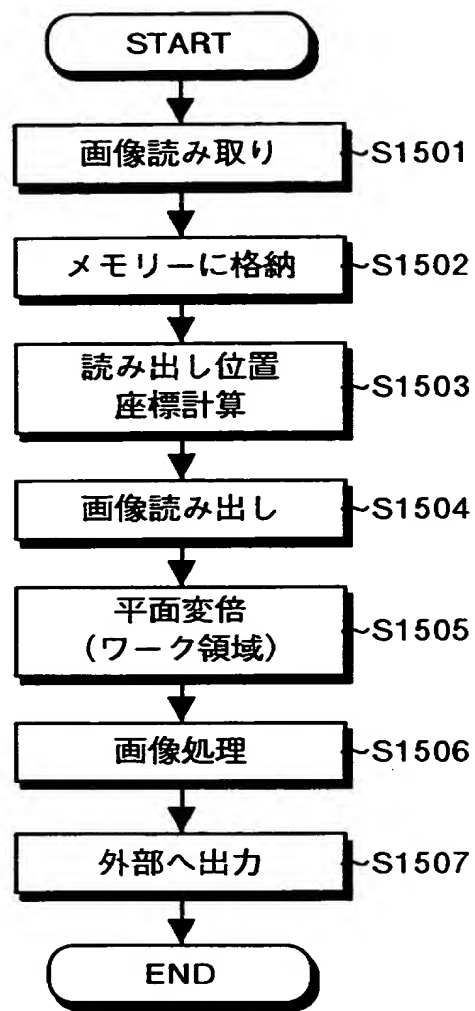 START
画像読み取り
S1501
メモリーに格納
S1502
読み出し位置
座標計算
S1503
画像読み出し
S1504
平面変倍
(ワーク領域)
S1505
画像処理
S1506
外部へ出力
S1507
END